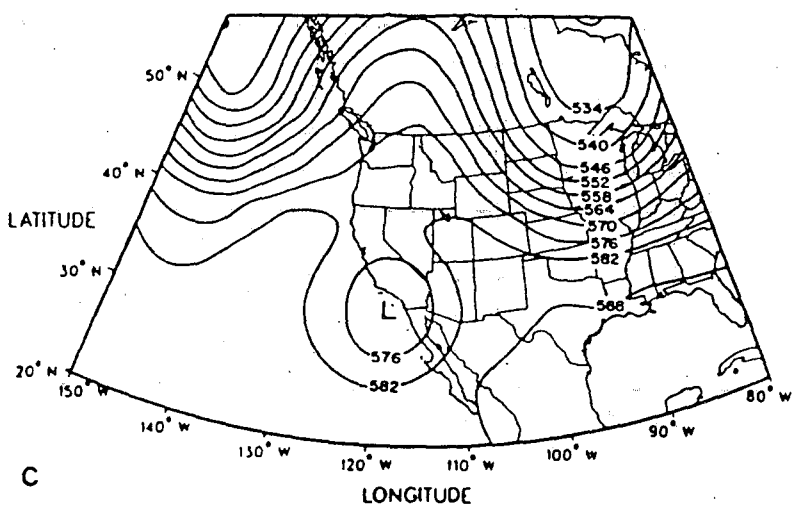 50° N
534
540
40° N
546
552
558
LATITUDE
564
570
576
582
30° N
588
L
576
20° N
582
150° W
80° W
140° W
90° W
130° W
100° W
120° W
110° W
C
LONGITUDE